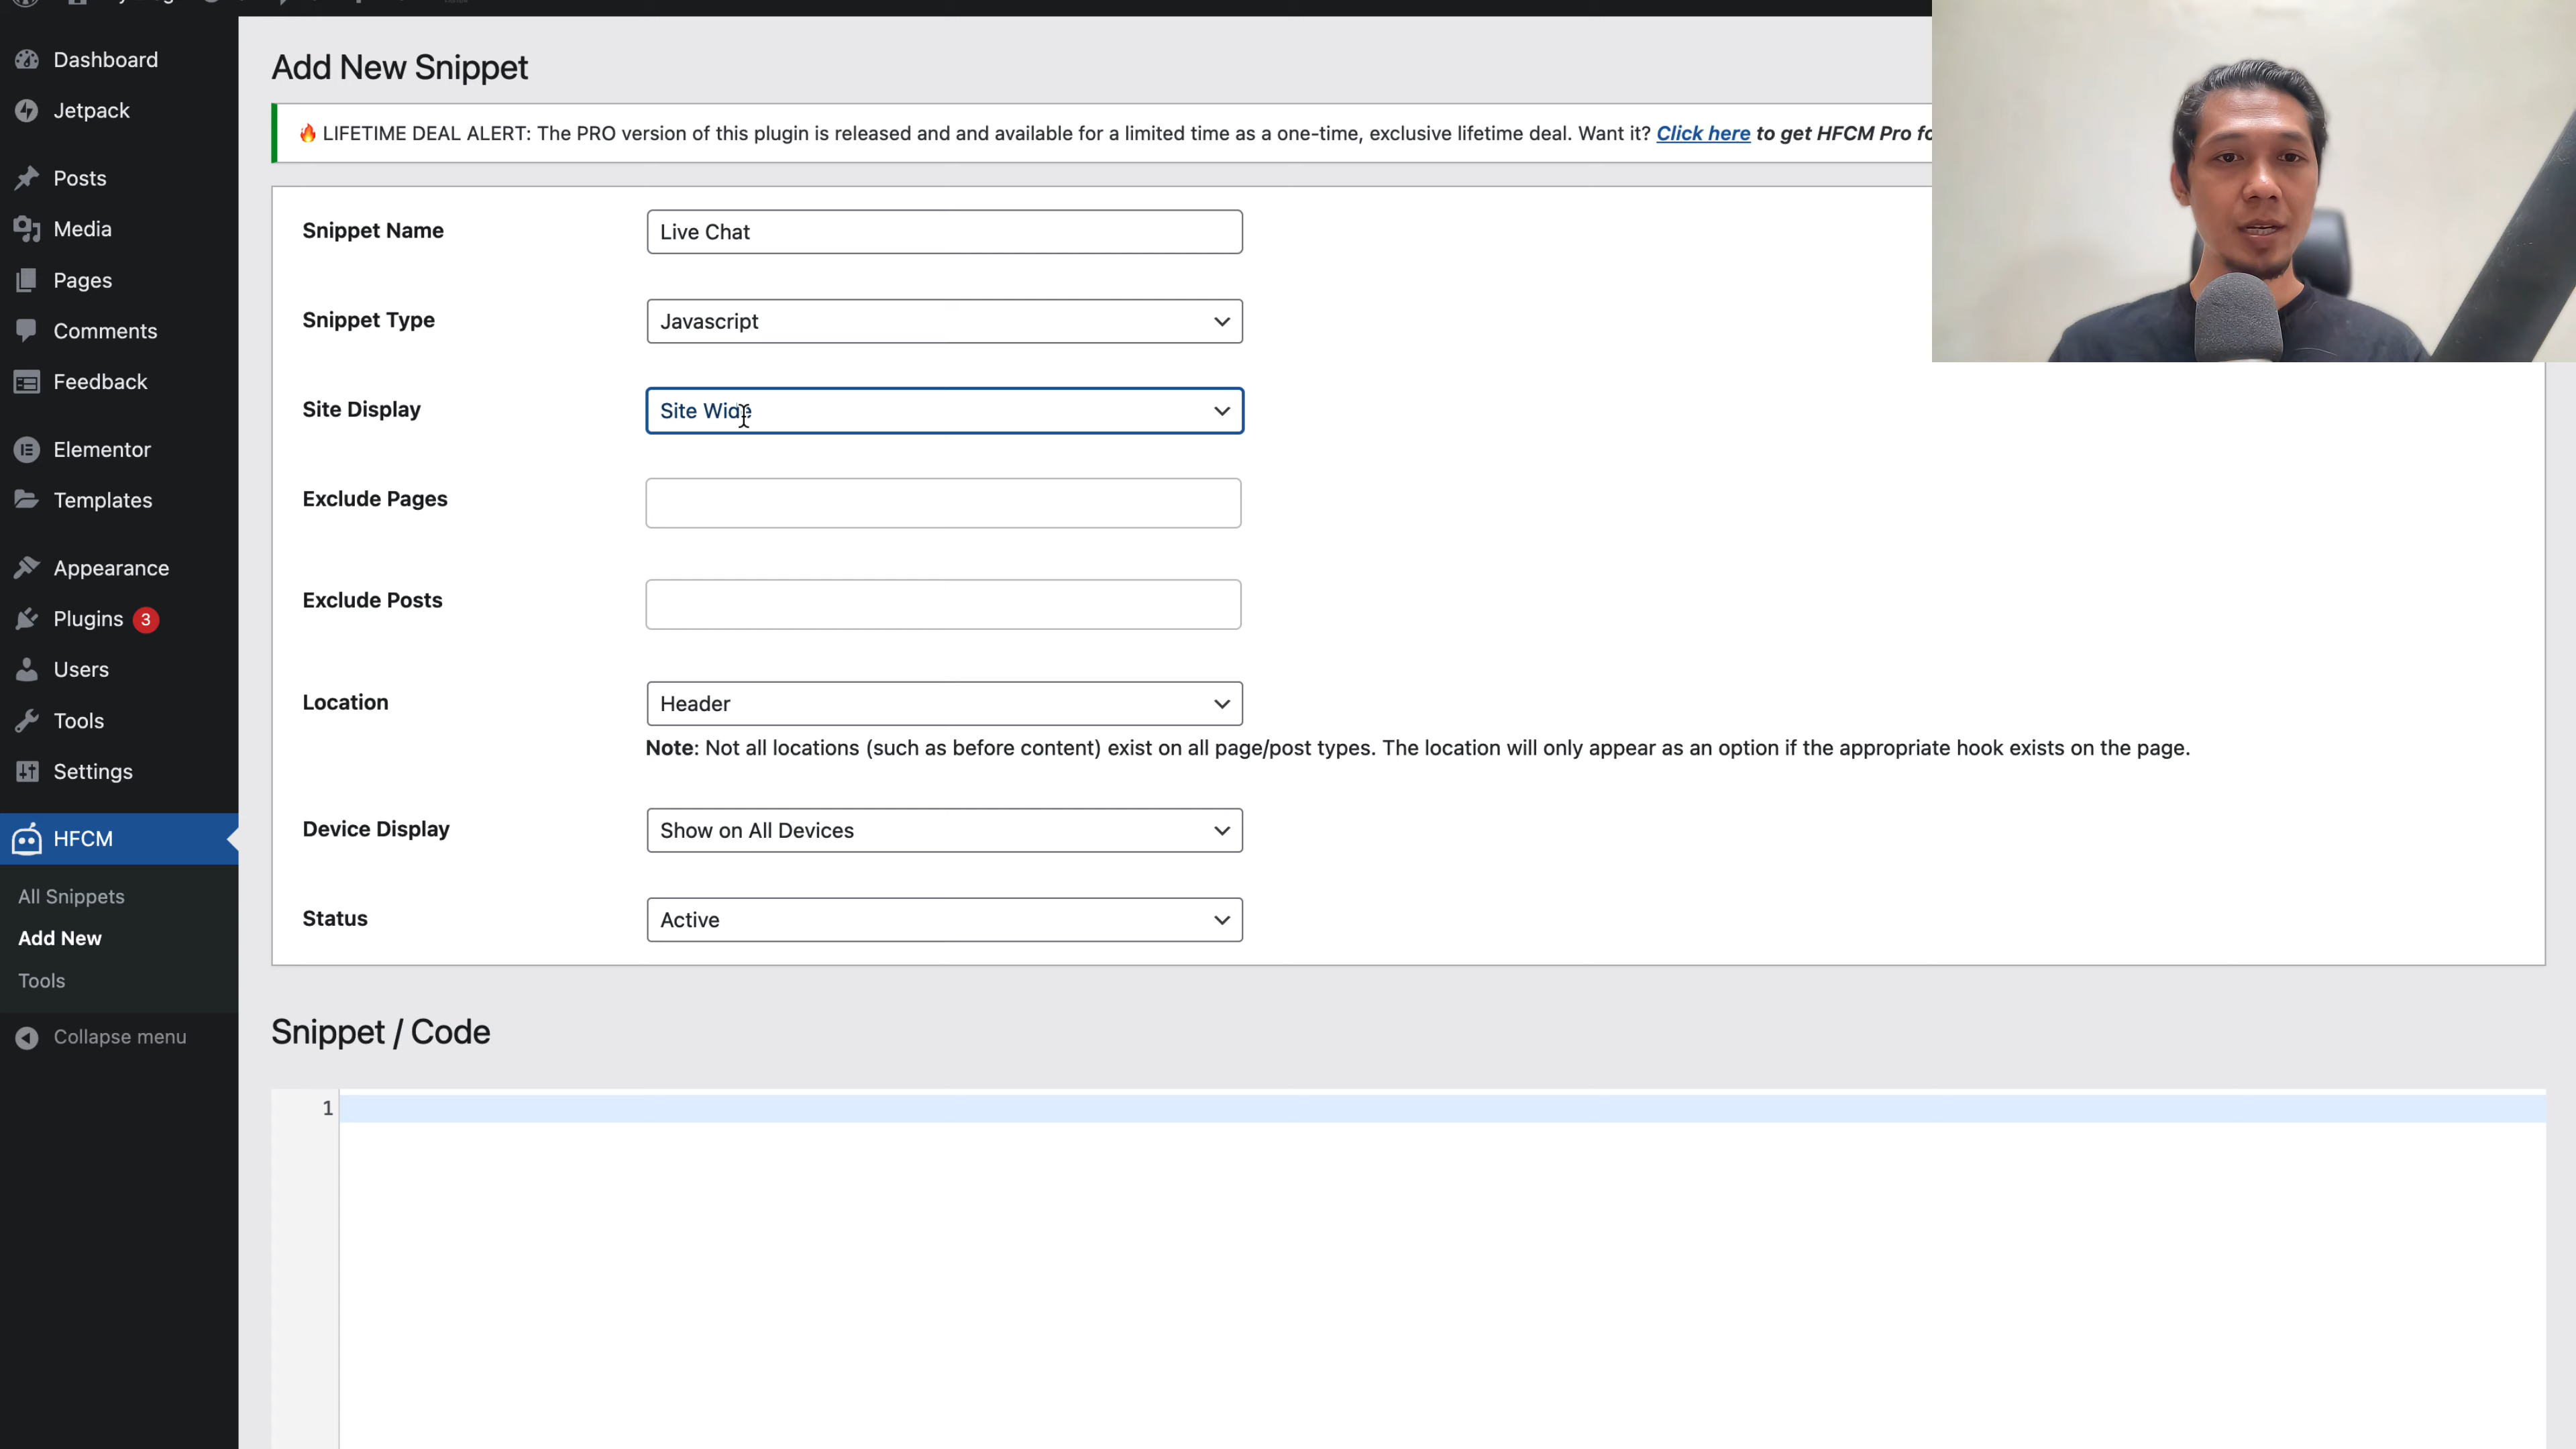 Dashboard
Jetpack
Posts
Media
Pages
Comments
Feedback
Elementor
Templates
Appearance
Plugins 3
Users
Tools
Settings
HFCM
All Snippets
Add New
Tools
Collapse menu
Add New Snippet
🔥 LIFETIME DEAL ALERT: The PRO version of this plugin is released and and available for a limited time as a one-time, exclusive lifetime deal. Want it? Click here to get HFCM Pro
Snippet Name
Live Chat
Snippet Type
Javascript
Site Display
Site Wide
Exclude Pages
Exclude Posts
Location
Header
Note: Not all locations (such as before content) exist on all page/post types. The location will only appear as an option if the appropriate hook exists on the page.
Device Display
Show on All Devices
Status
Active
Snippet / Code
1